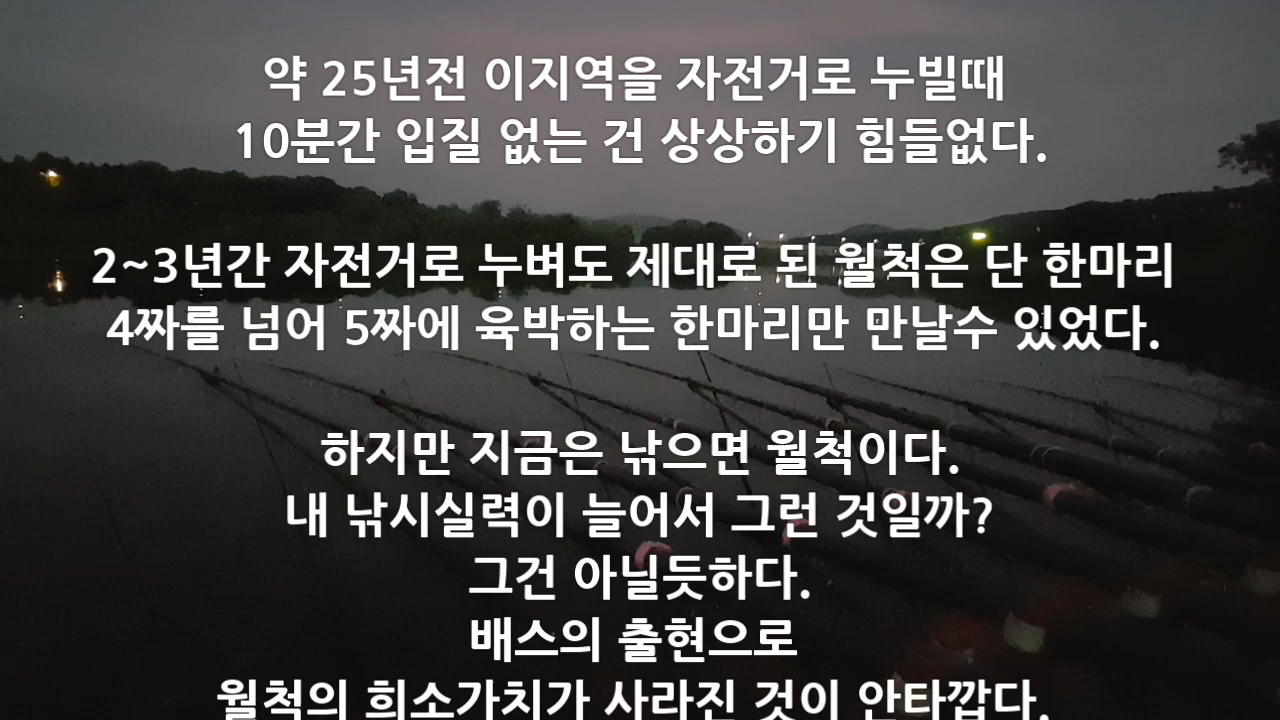 약 25년전 이지역을 자전거로 누빌때
10분간 입질 없는 건 상상하기 힘들없다.
2~3년간 자전거로 누벼도 제대로 된 월척은 단 한마리
4짜를 넘어 5짜에 육박하는 한마리만 만날수 있었다.
하지만 지금은 낚으면 월척이다.
내 낚시실력이 늘어서 그런 것일까?
그건 아닐듯하다.
배스의 출현으로
월척의 희소가치가 사라진 것이 안타깝다.